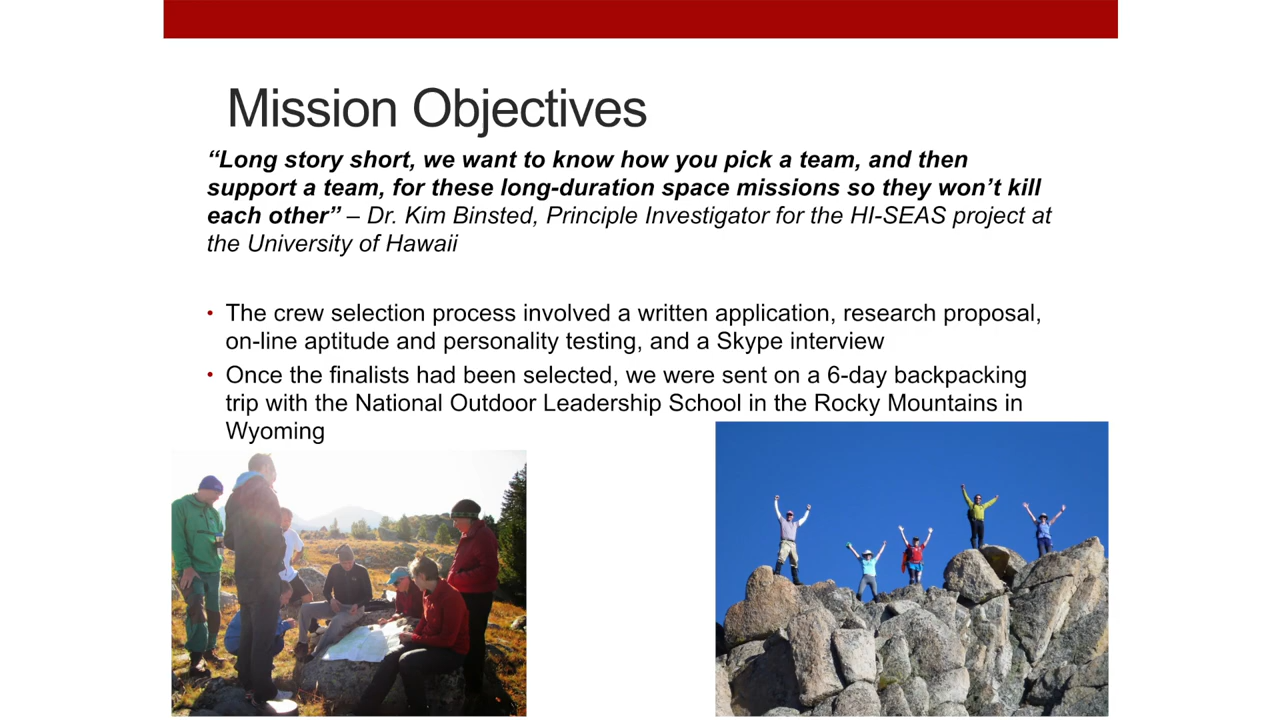 Mission Objectives
“Long story short, we want to know how you pick a team, and then
support a team, for these long-duration space missions so they won’t kill
each other” – Dr. Kim Binsted, Principle Investigator for the HI-SEAS project at
the University of Hawaii
• The crew selection process involved a written application, research proposal,
on-line aptitude and personality testing, and a Skype interview
• Once the finalists had been selected, we were sent on a 6-day backpacking
trip with the National Outdoor Leadership School in the Rocky Mountains in
Wyoming